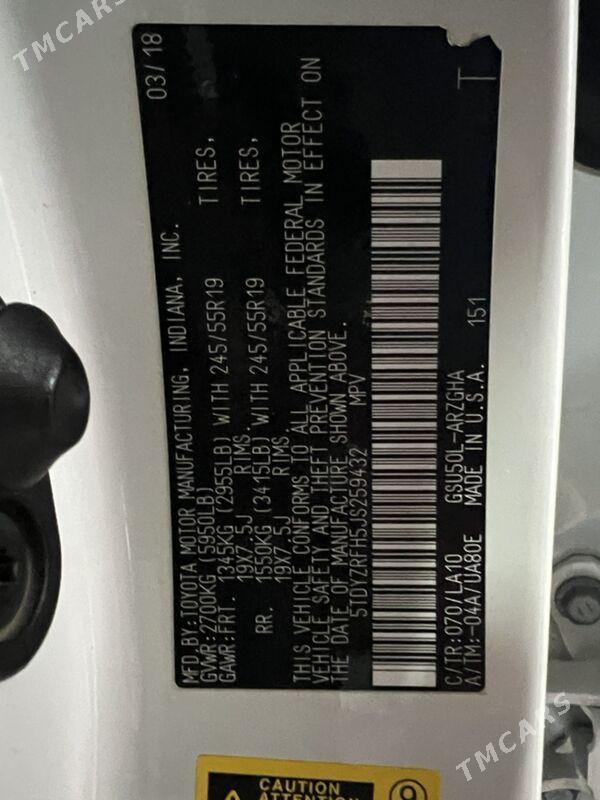 TMCARS
03/18
MFD.BY:TOYOTA MOTOR MANUFACTURING, INDIANA, INC.
GVWR:2700KG (5950LB)
GAWR:FRT. 1345KG (2955LB) WITH 245/55R19 TIRES,
19X7.5J RIMS.
RR. 1550KG (3415LB) WITH 245/55R19 TIRES,
19X7.5J RIMS.
THIS VEHICLE CONFORMS TO ALL APPLICABLE FEDERAL MOTOR
VEHICLE SAFETY AND THEFT PREVENTION STANDARDS IN EFFECT ON
THE DATE OF MANUFACTURE SHOWN ABOVE.
5TDYZRFH5JS259432 MPV
C/TR:070/LA10 GSU50L-ARZGHA
A/TM:-04A/UA80E MADE IN U.S.A. 151
T
CAUTION
ATTENTION
9
TMCARS